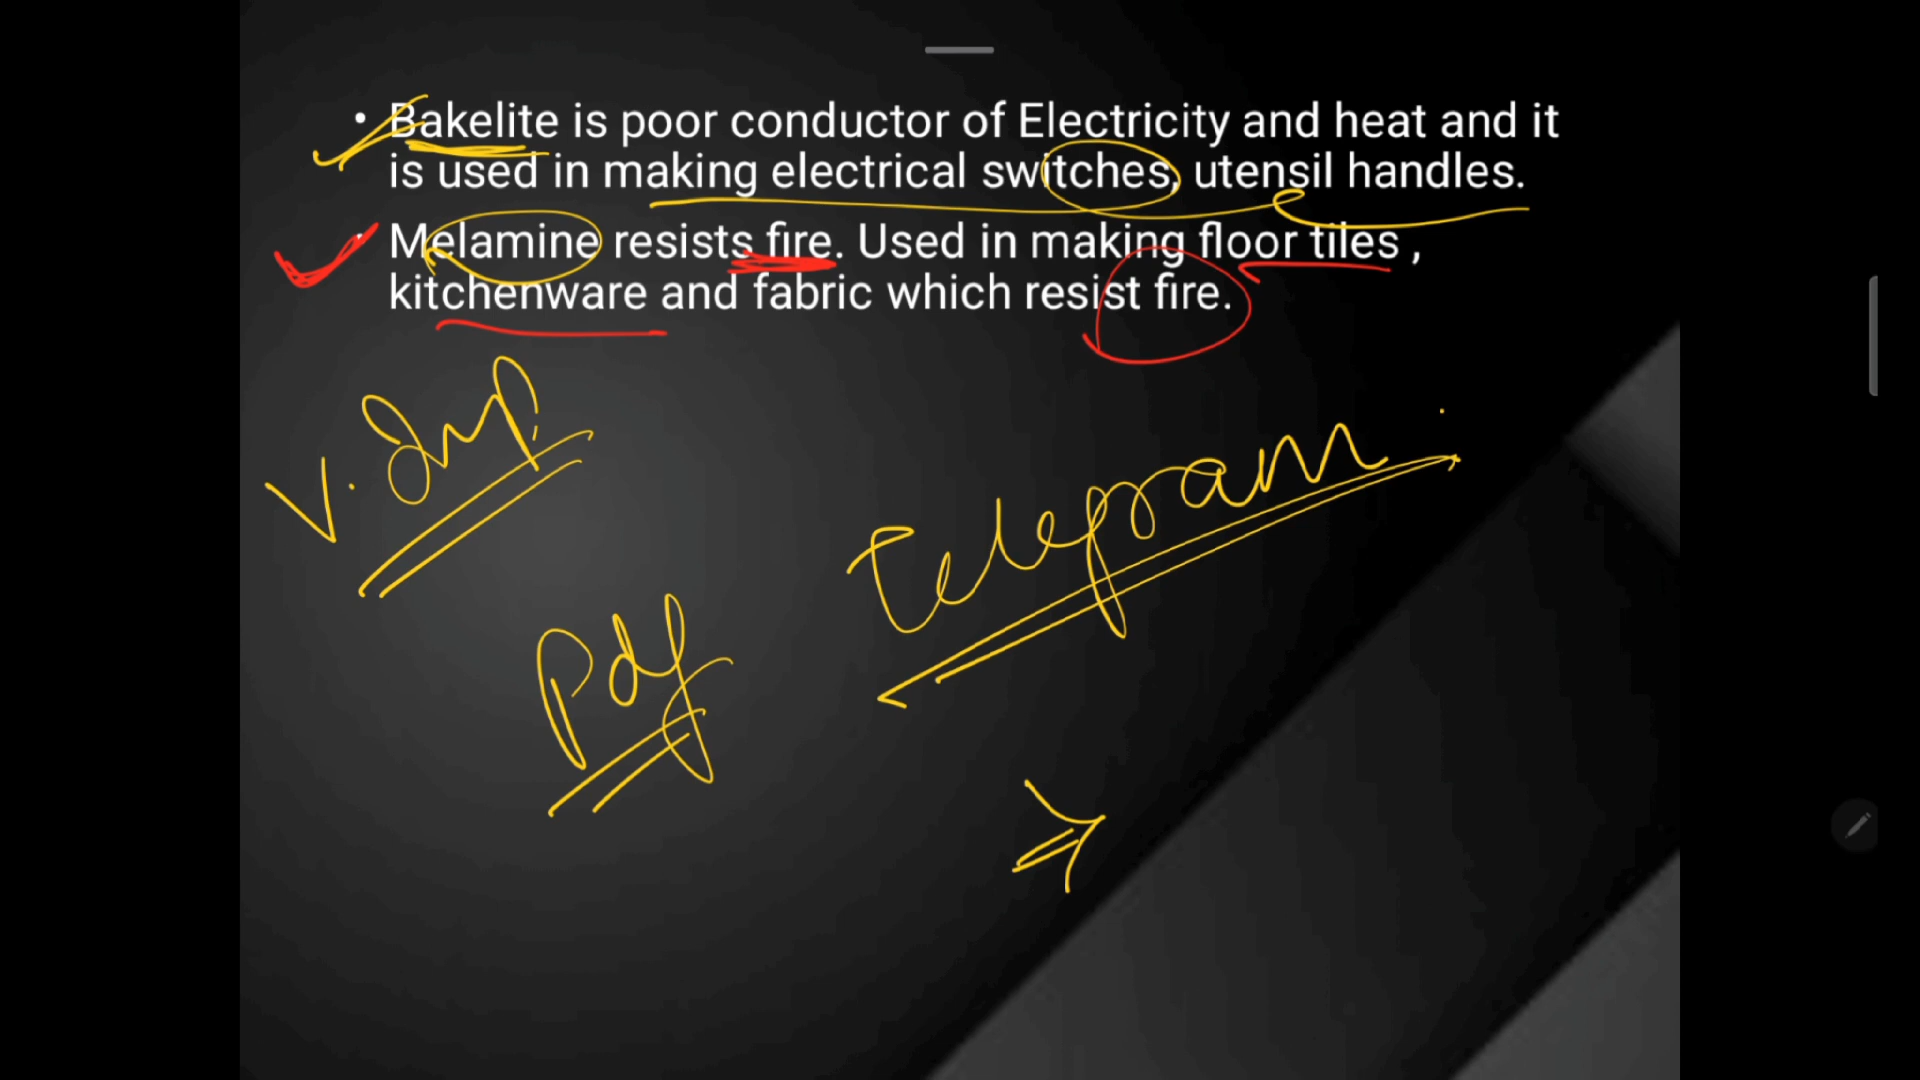 • Bakelite is poor conductor of Electricity and heat and it
is used in making electrical switches, utensil handles.
• Melamine resists fire. Used in making floor tiles ,
kitchenware and fabric which resist fire.
V. Imp.
Telegram
Pdf